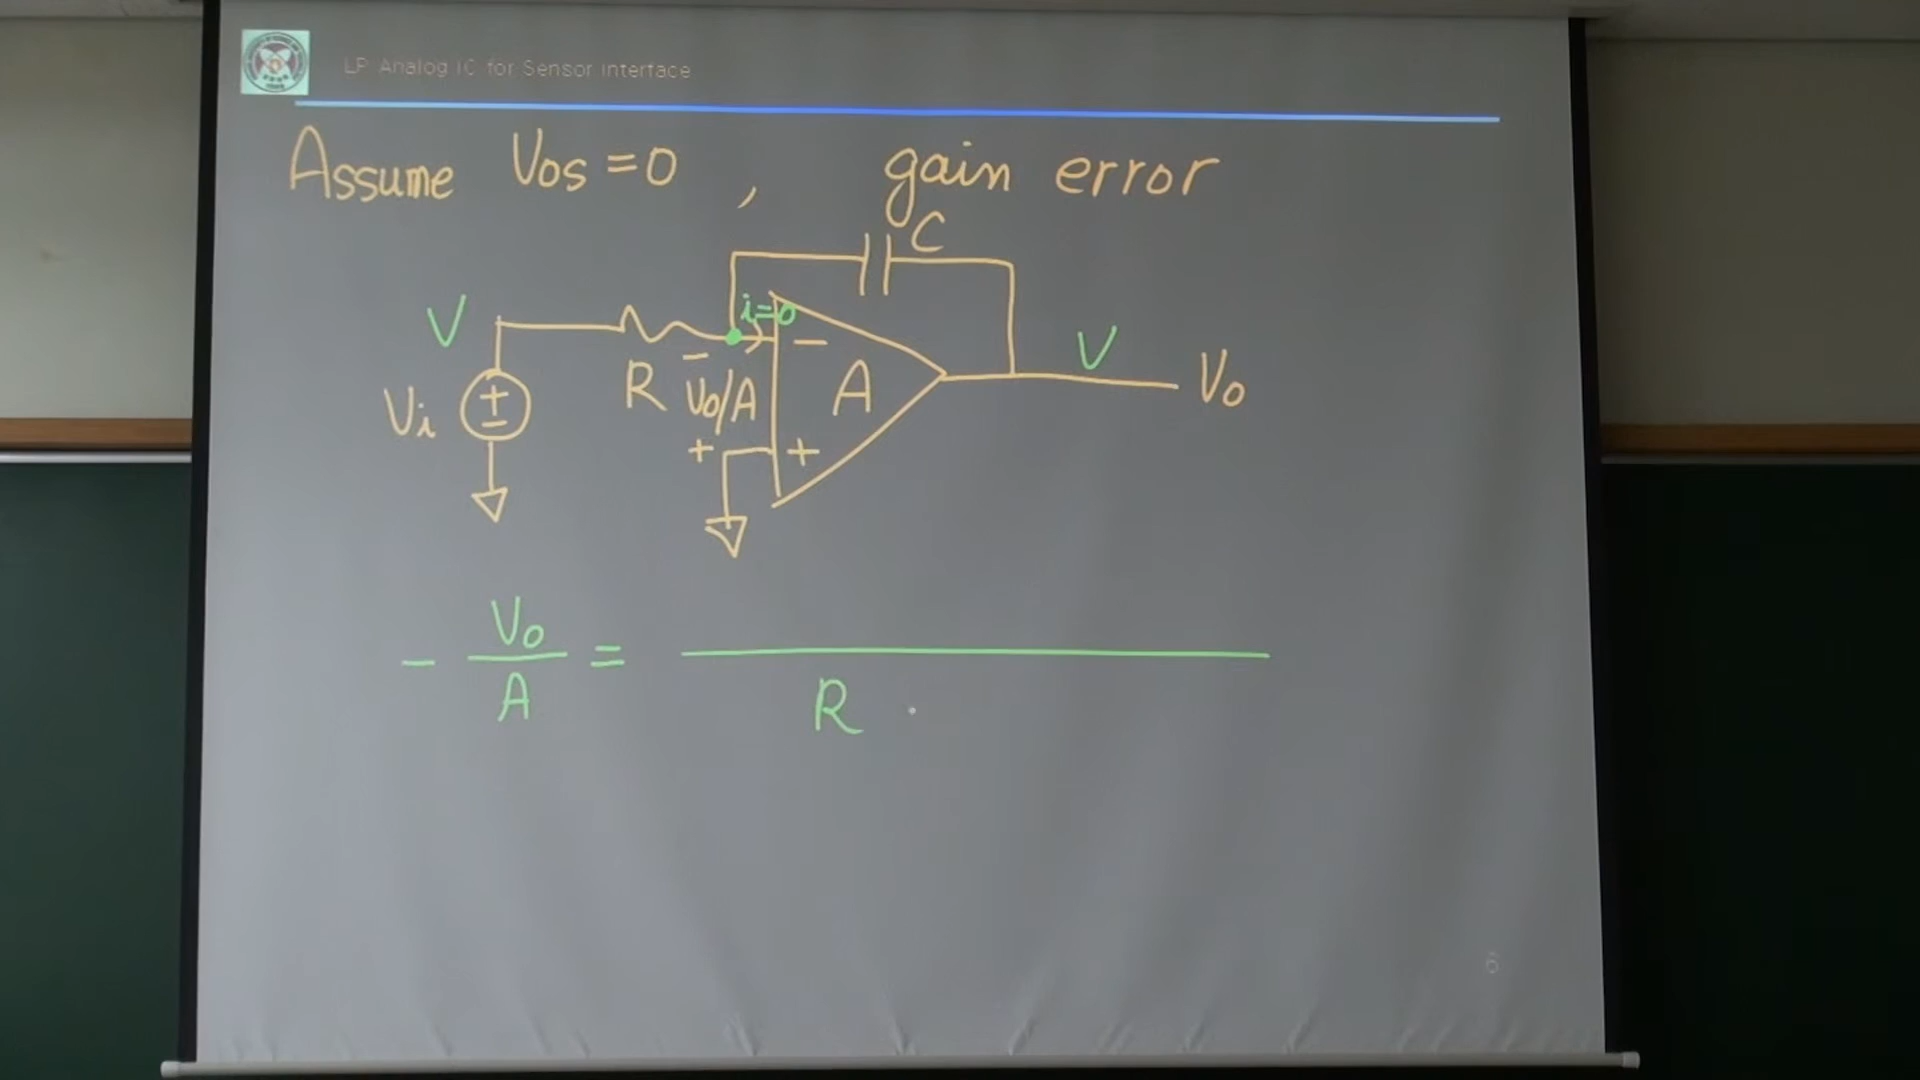 LP Analog IC for Sensor Interface
Assume Vos = 0 , gain error
C
V
i=0
−
−
V
R
Vo/A
A
Vo
Vi
+
−
+
+
− Vo/A =
R
6